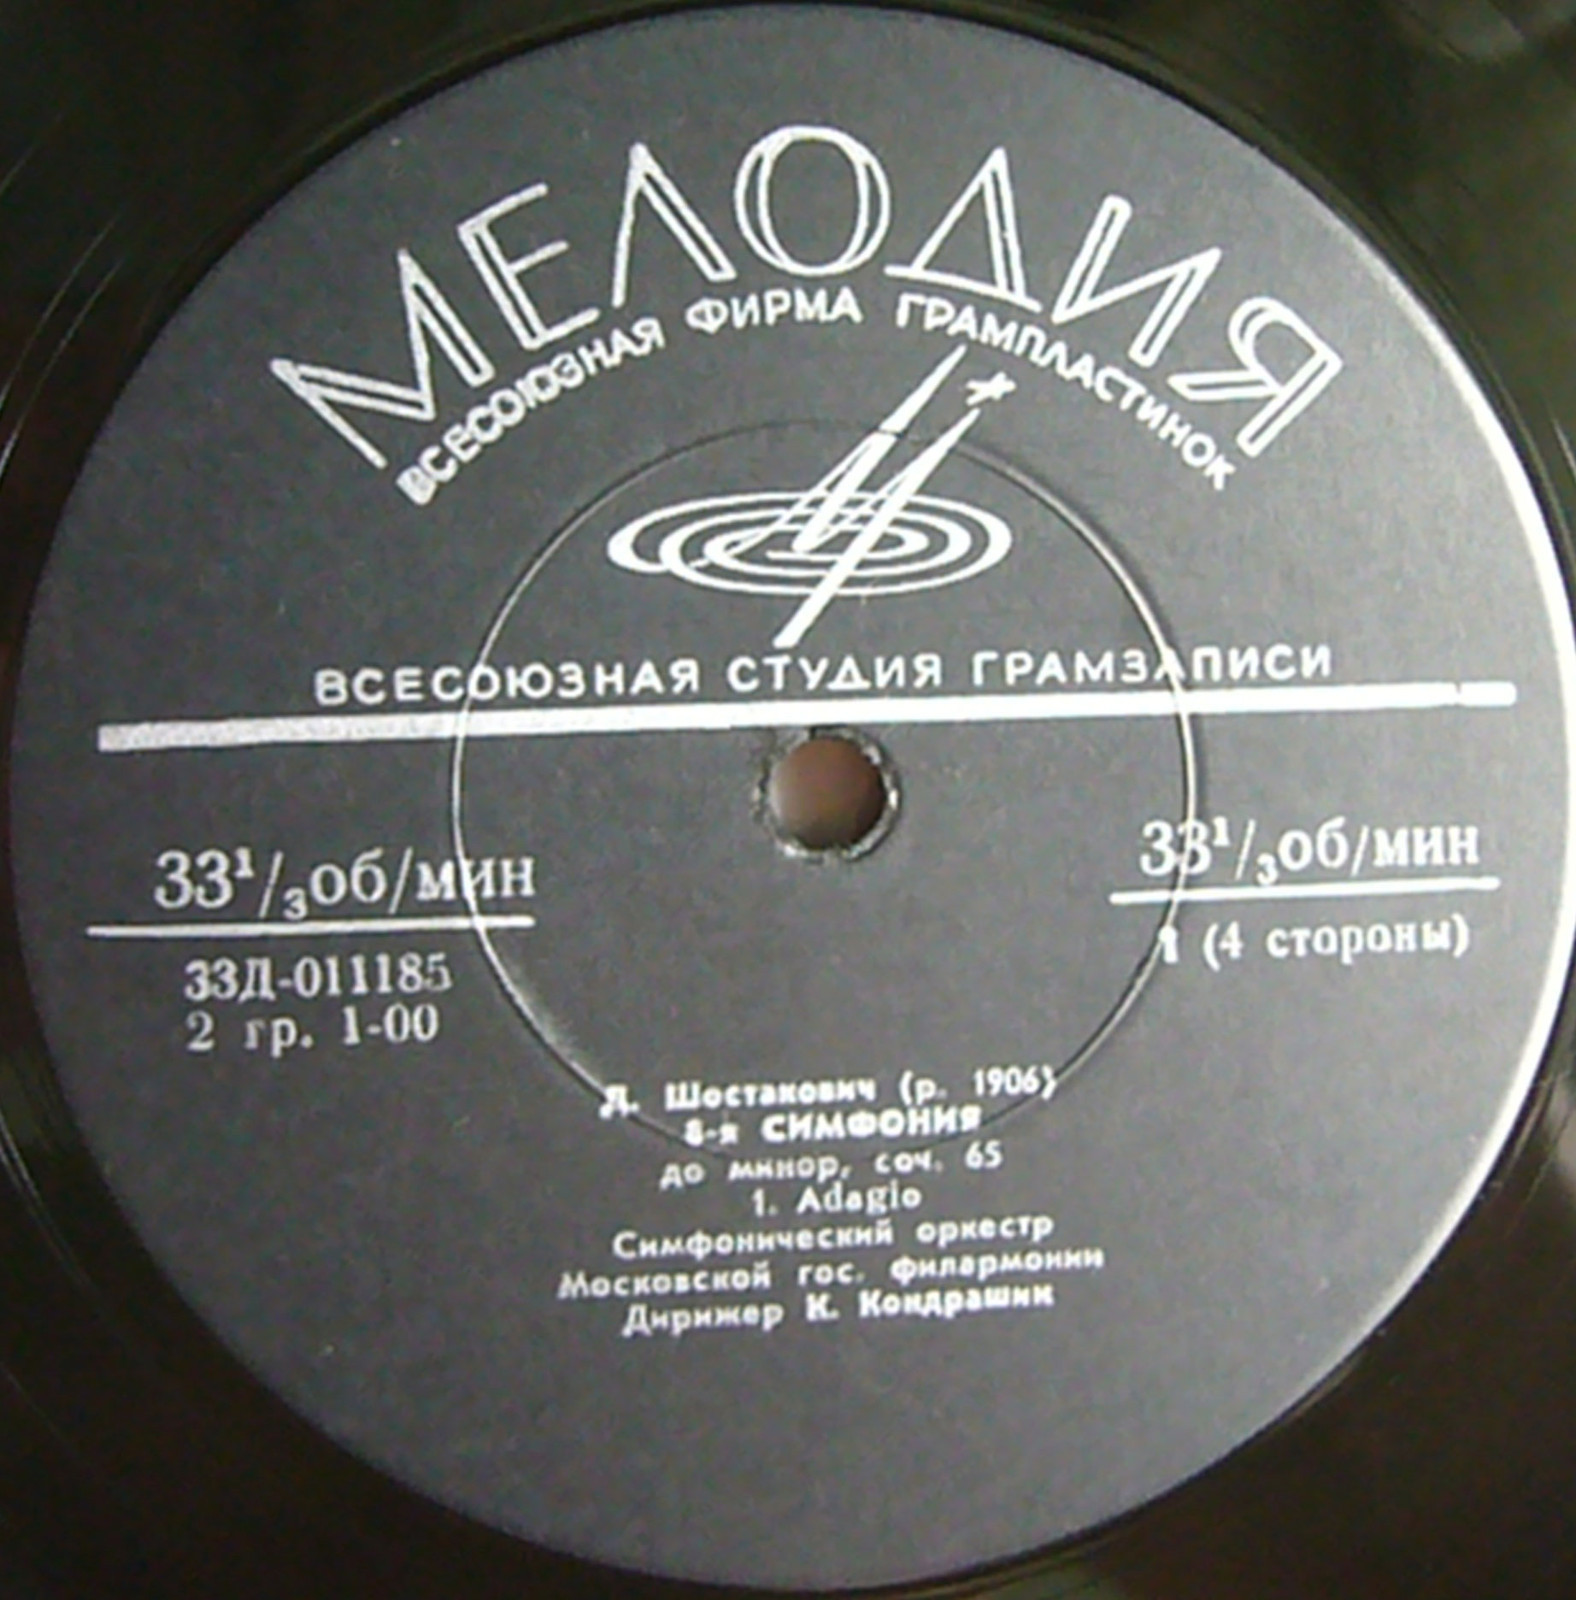 МЕЛОДИЯ
ВСЕСОЮЗНАЯ ФИРМА ГРАМПЛАСТИНОК
ВСЕСОЮЗНАЯ СТУДИЯ ГРАМЗАПИСИ
33¹/₃об/мин
33Д-011185
2 гр. 1-00
33¹/₃об/мин
1 (4 стороны)
Д. Шостакович (р. 1906)
8-я СИМФОНИЯ
до минор, соч. 65
1. Adagio
Симфонический оркестр
Московской гос. филармонии
Дирижер К. Кондрашин